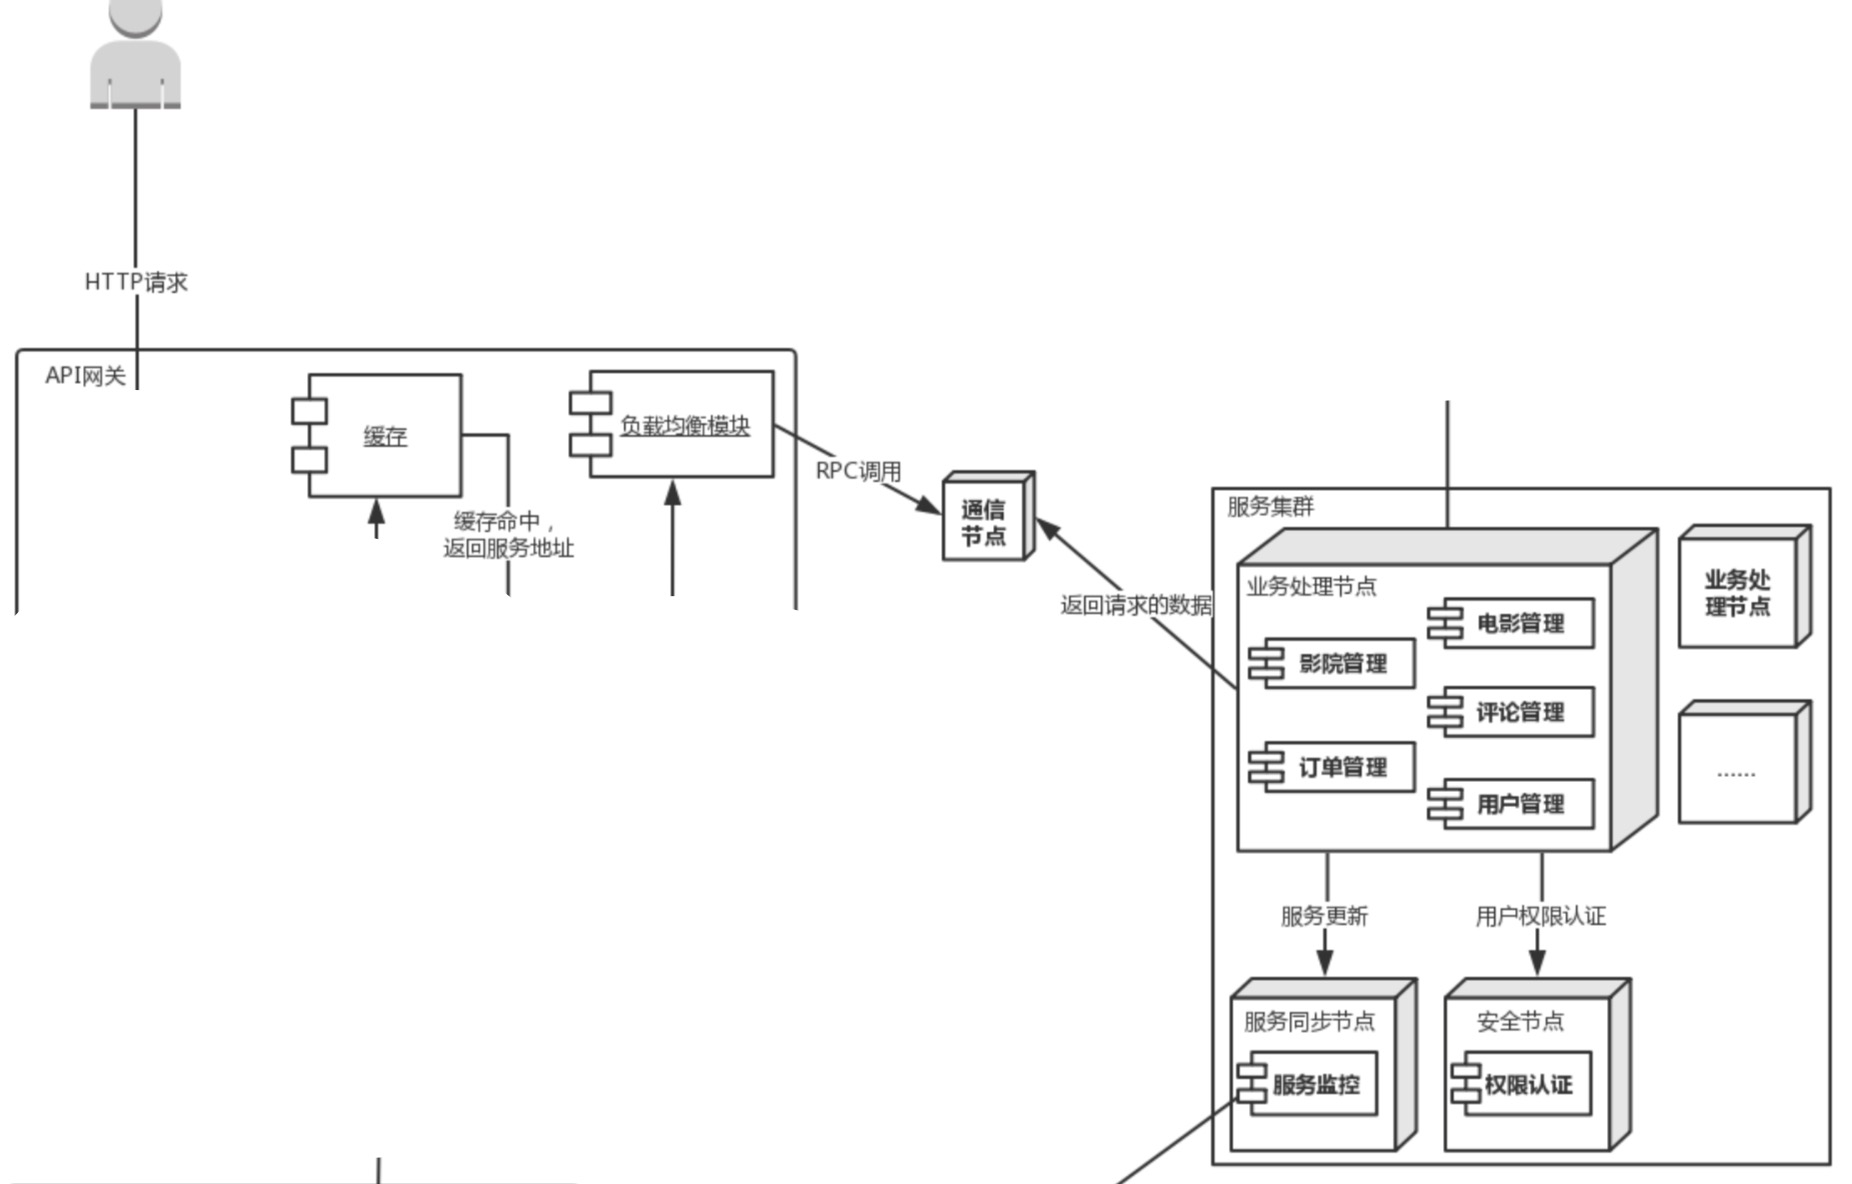 HTTP请求
API网关
缓存
负载均衡模块
缓存命中，
返回服务地址
RPC调用
通信
节点
返回请求的数据
服务集群
业务处理节点
电影管理
影院管理
评论管理
订单管理
用户管理
业务处
理节点
......
服务更新
用户权限认证
服务同步节点
服务监控
安全节点
权限认证